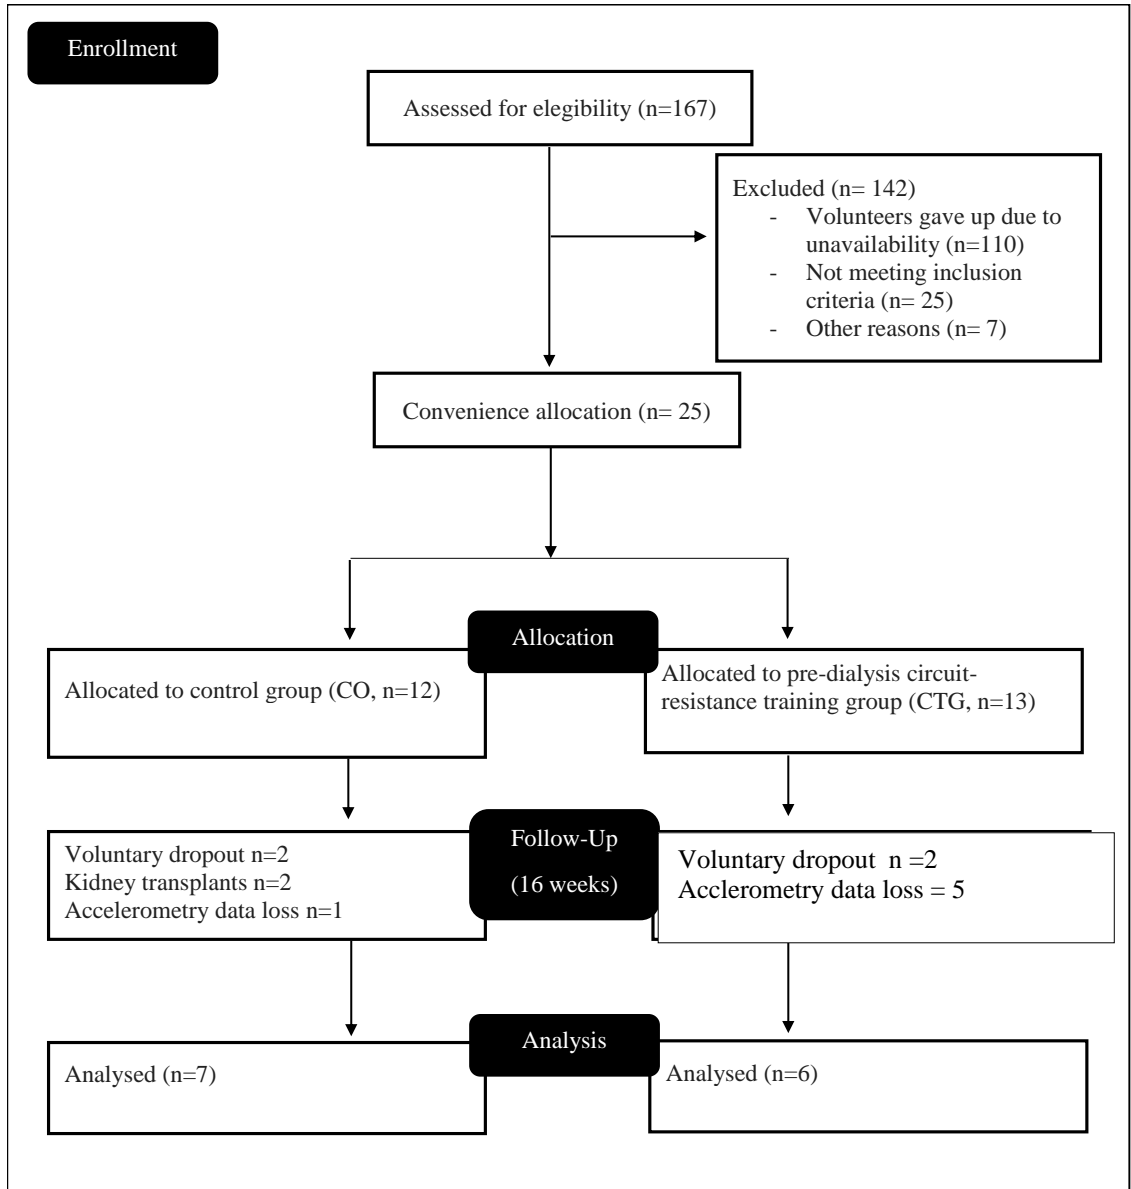 Enrollment
Assessed for elegibility (n=167)
Excluded (n= 142)
- Volunteers gave up due to
unavailability (n=110)
- Not meeting inclusion
criteria (n= 25)
- Other reasons (n= 7)
Convenience allocation (n= 25)
Allocation
Allocated to control group (CO, n=12)
Allocated to pre-dialysis circuit-
resistance training group (CTG, n=13)
Follow-Up
(16 weeks)
Voluntary dropout n=2
Kidney transplants n=2
Accelerometry data loss n=1
Voluntary dropout n =2
Acclerometry data loss = 5
Analysis
Analysed (n=7)
Analysed (n=6)